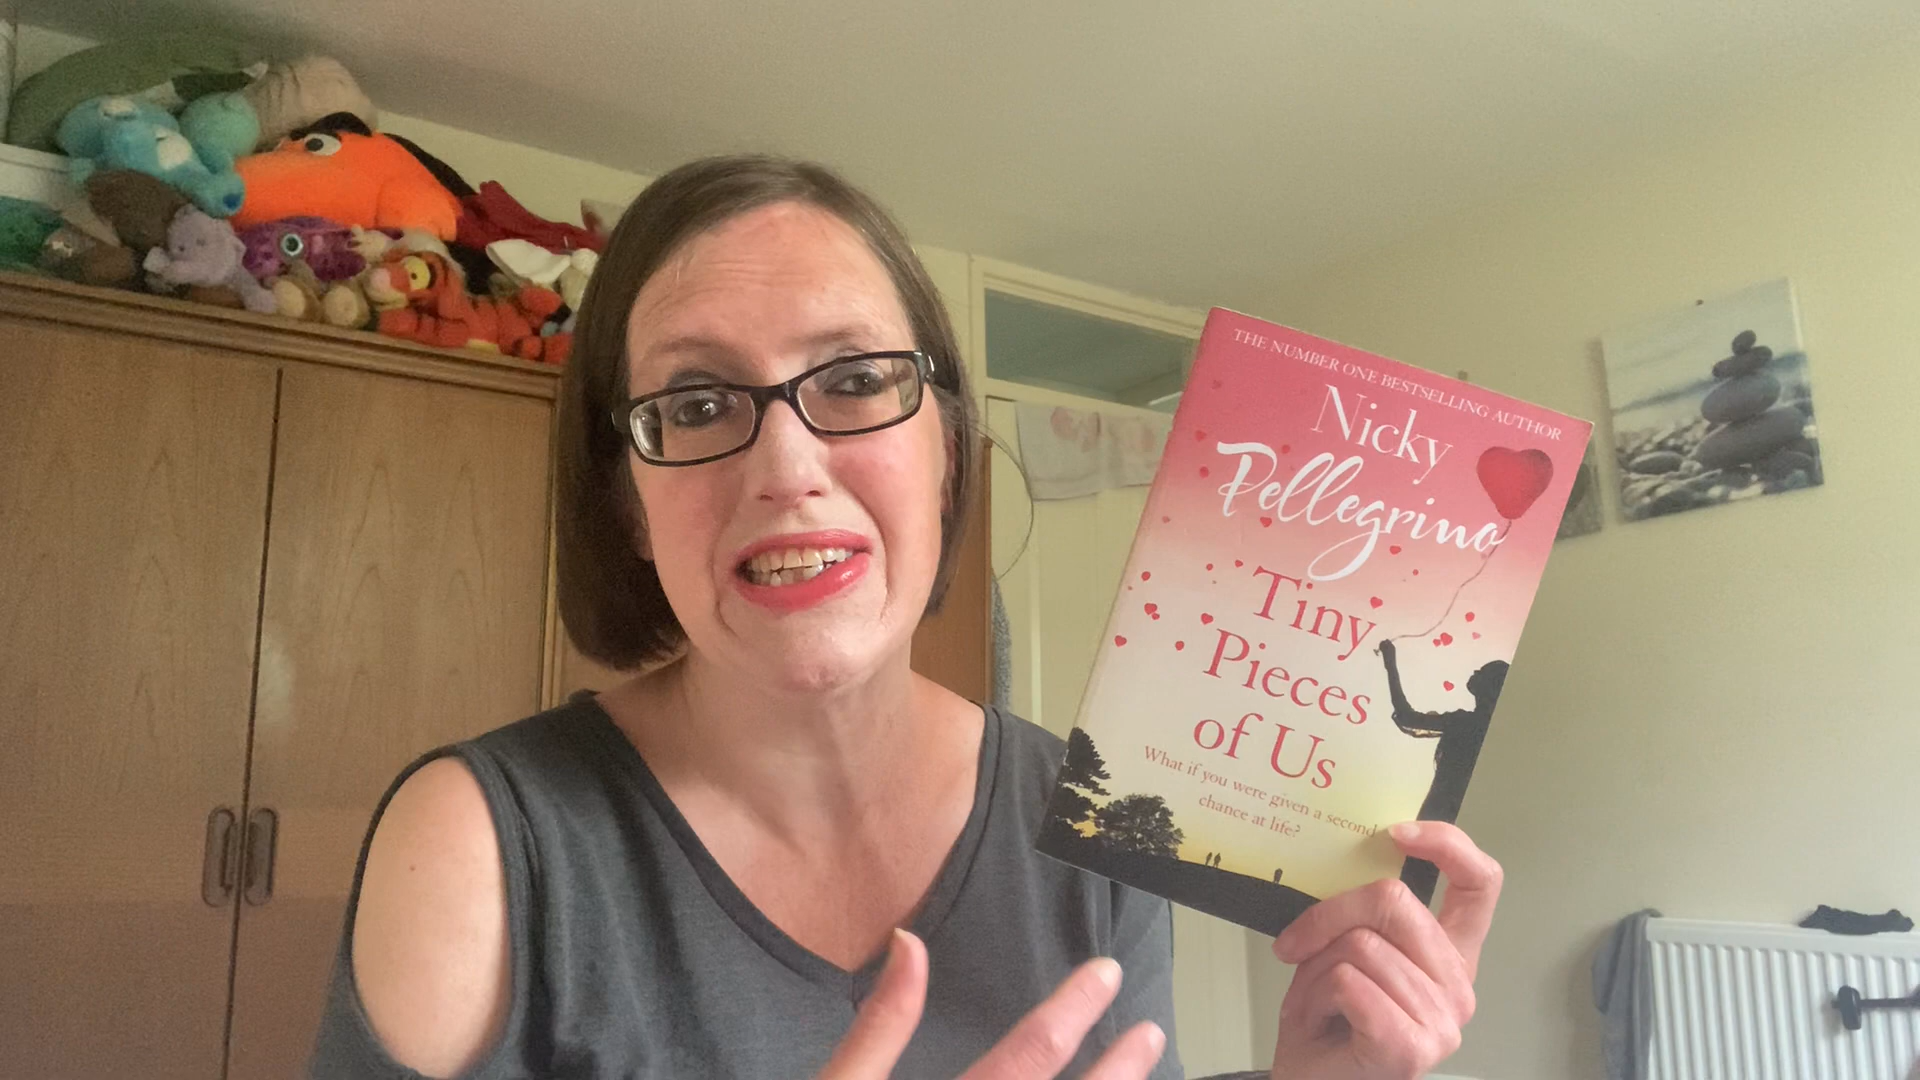 THE NUMBER ONE BESTSELLING AUTHOR
Nicky
Pellegrino
Tiny
Pieces
of Us
What if you were given a second
chance at life?